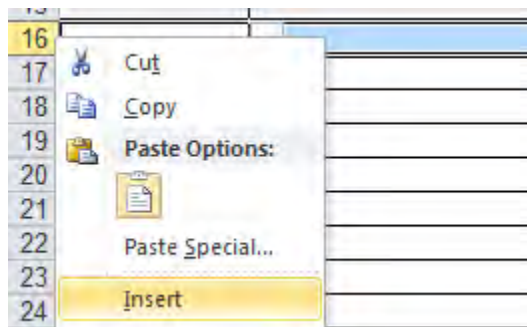 16
17
Cut
18
Copy
19
Paste Options:
20
21
22
Paste Special...
23
24
Insert